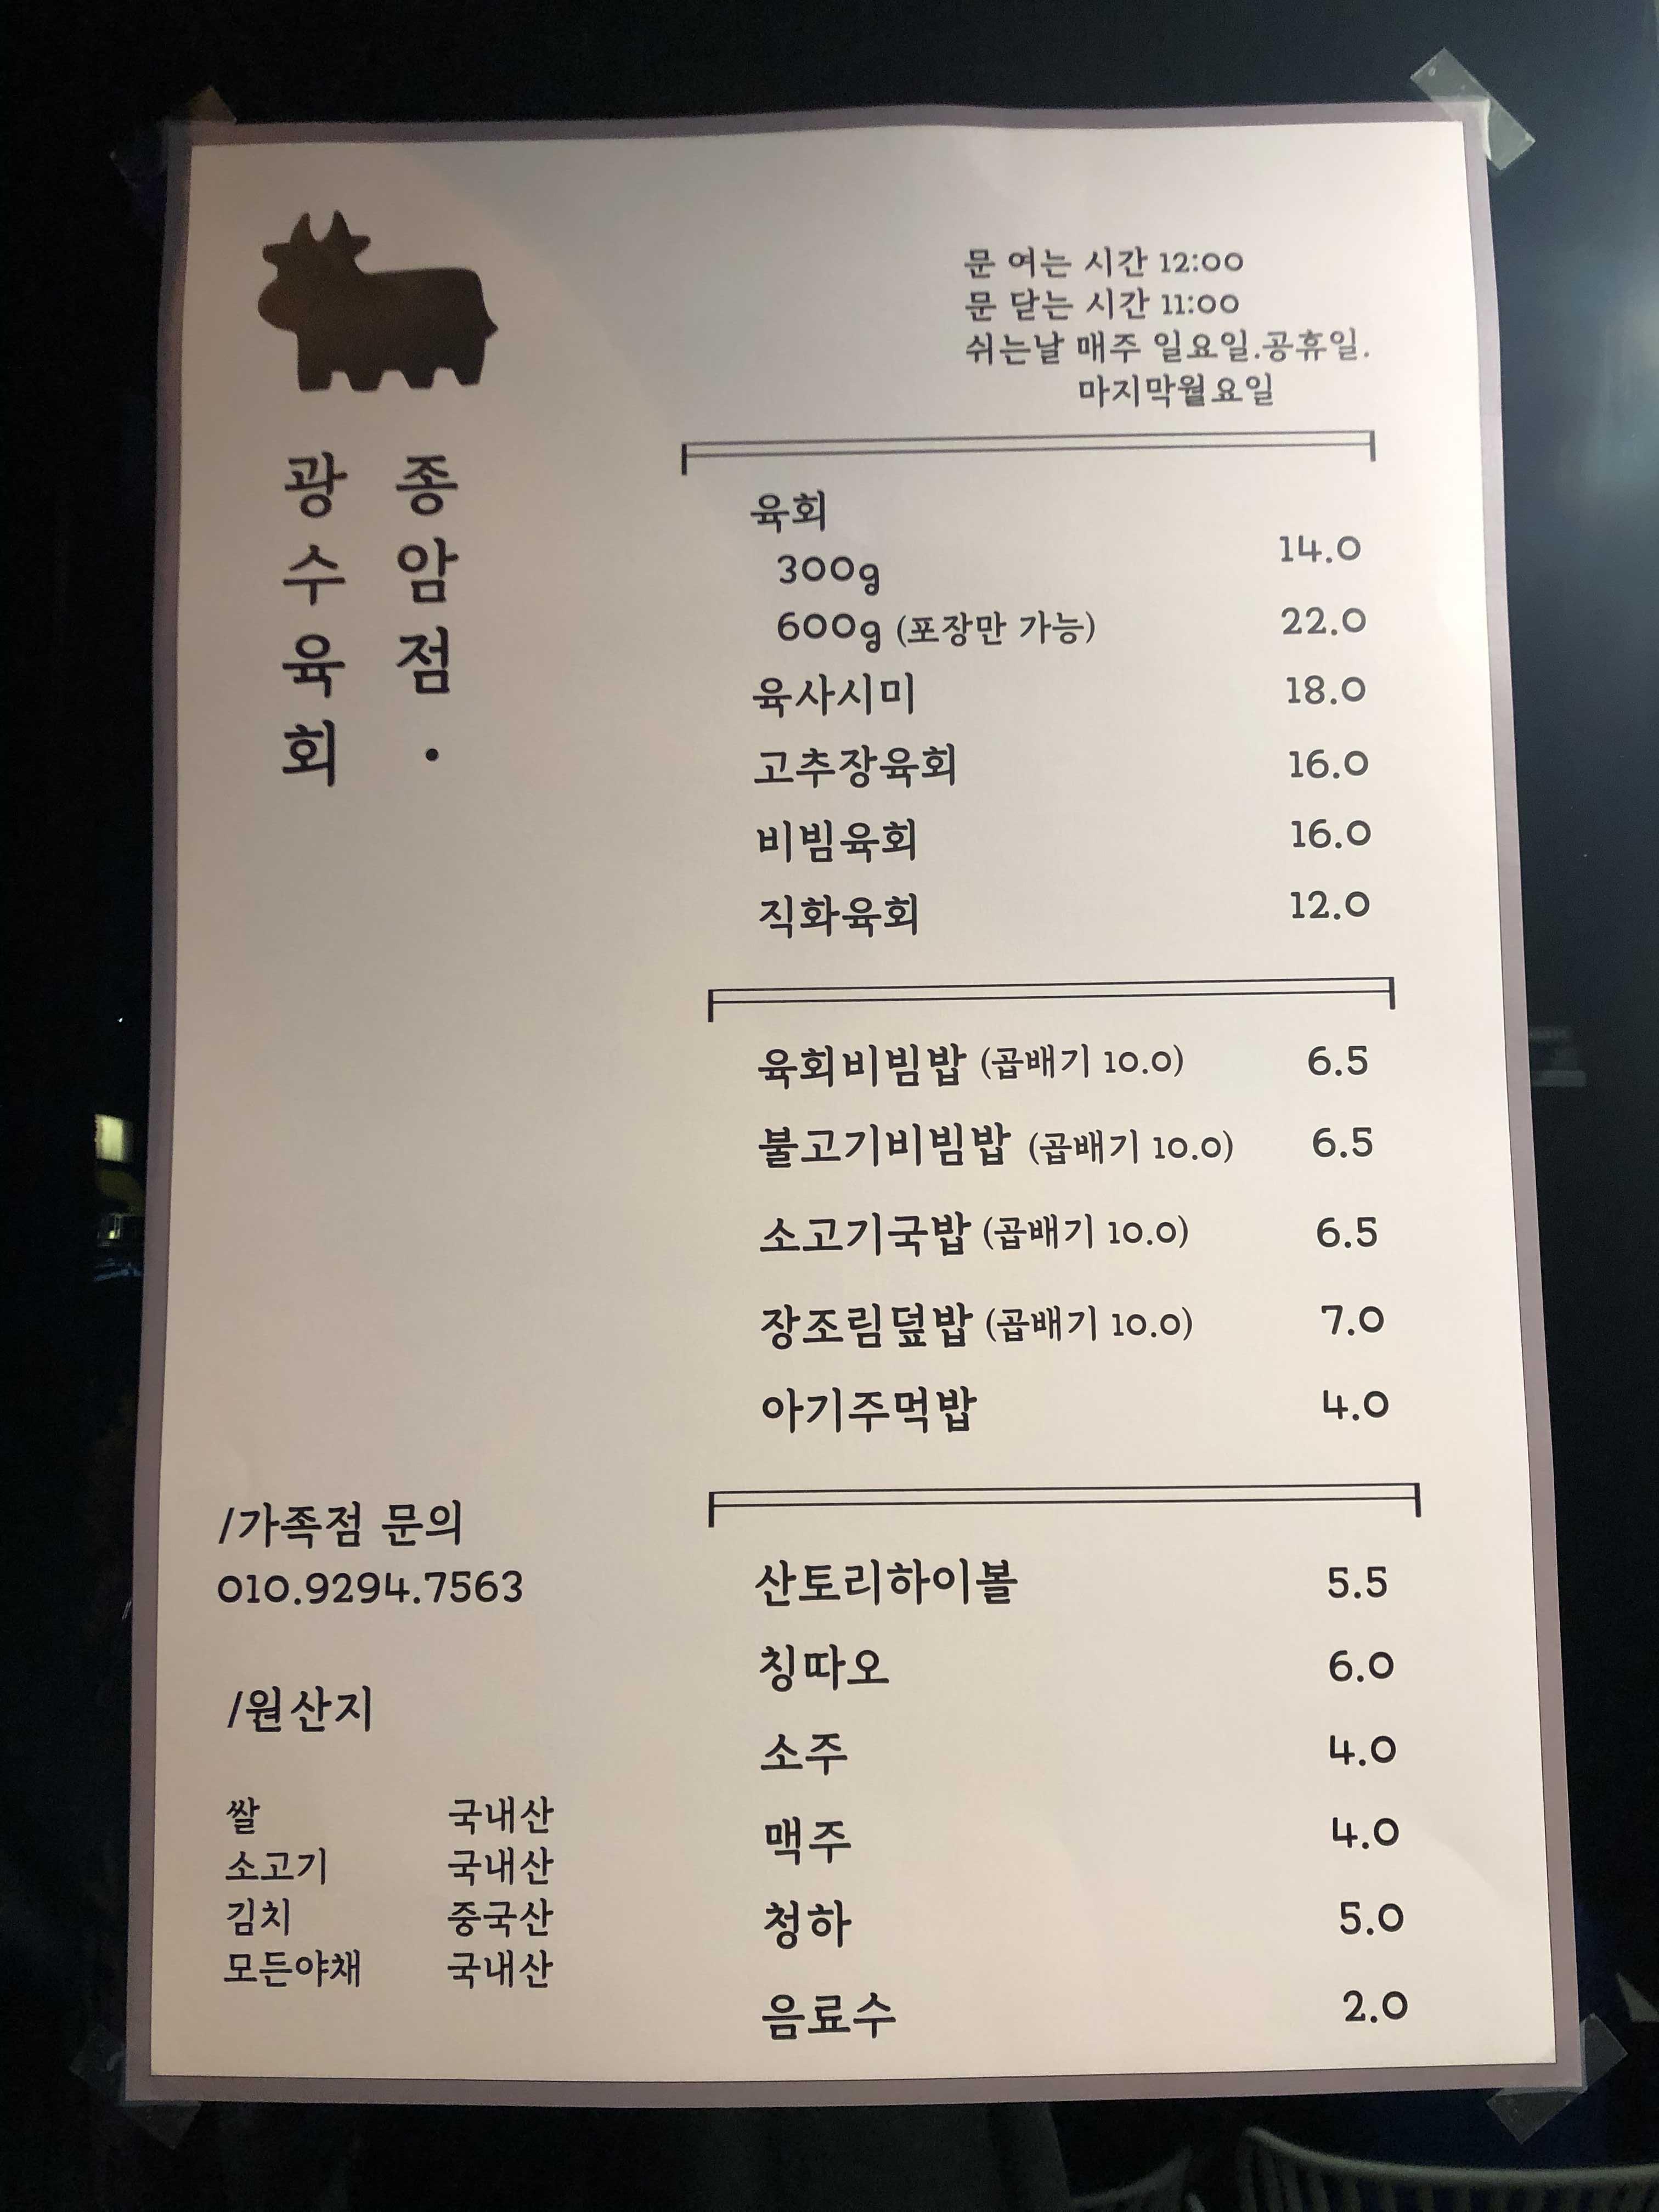 문 여는 시간 12:00
문 닫는 시간 11:00
쉬는날 매주 일요일.공휴일.
마지막월요일
종암점·
광수육회
육회
300g 14.0
600g (포장만 가능) 22.0
육사시미 18.0
고추장육회 16.0
비빔육회 16.0
직화육회 12.0
육회비빔밥 (곱배기 10.0) 6.5
불고기비빔밥 (곱배기 10.0) 6.5
소고기국밥 (곱배기 10.0) 6.5
장조림덮밥 (곱배기 10.0) 7.0
아기주먹밥 4.0
산토리하이볼 5.5
칭따오 6.0
소주 4.0
맥주 4.0
청하 5.0
음료수 2.0
/가족점 문의
010.9294.7563
/원산지
쌀 국내산
소고기 국내산
김치 중국산
모든야채 국내산